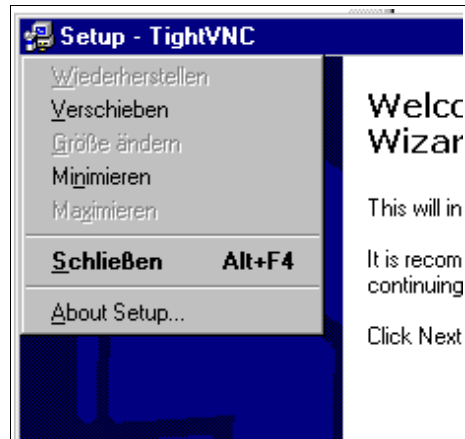 Setup - TightVNC
Wiederherstellen
Verschieben
Größe ändern
Minimieren
Maximieren
Schließen Alt+F4
About Setup...
Welco
Wizar
This will in
It is recom
continuing
Click Next